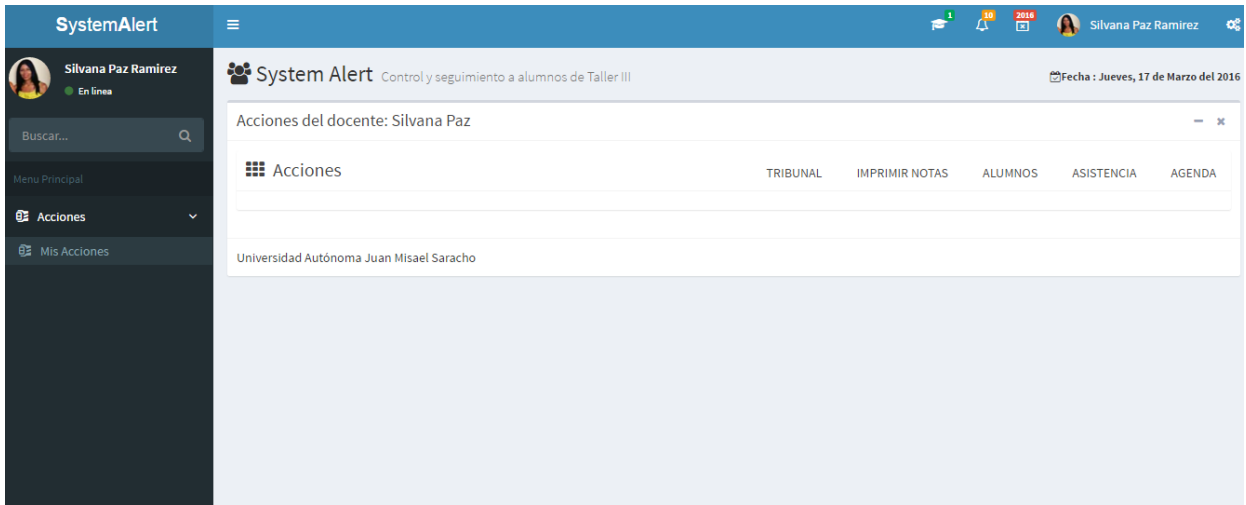 SystemAlert
1
10
2016
Silvana Paz Ramirez
Silvana Paz Ramirez
En linea
Buscar...
Menu Principal
Acciones
Mis Acciones
System Alert Control y seguimiento a alumnos de Taller III
Fecha : Jueves, 17 de Marzo del 2016
Acciones del docente: Silvana Paz
Acciones
TRIBUNAL IMPRIMIR NOTAS ALUMNOS ASISTENCIA AGENDA
Universidad Autónoma Juan Misael Saracho